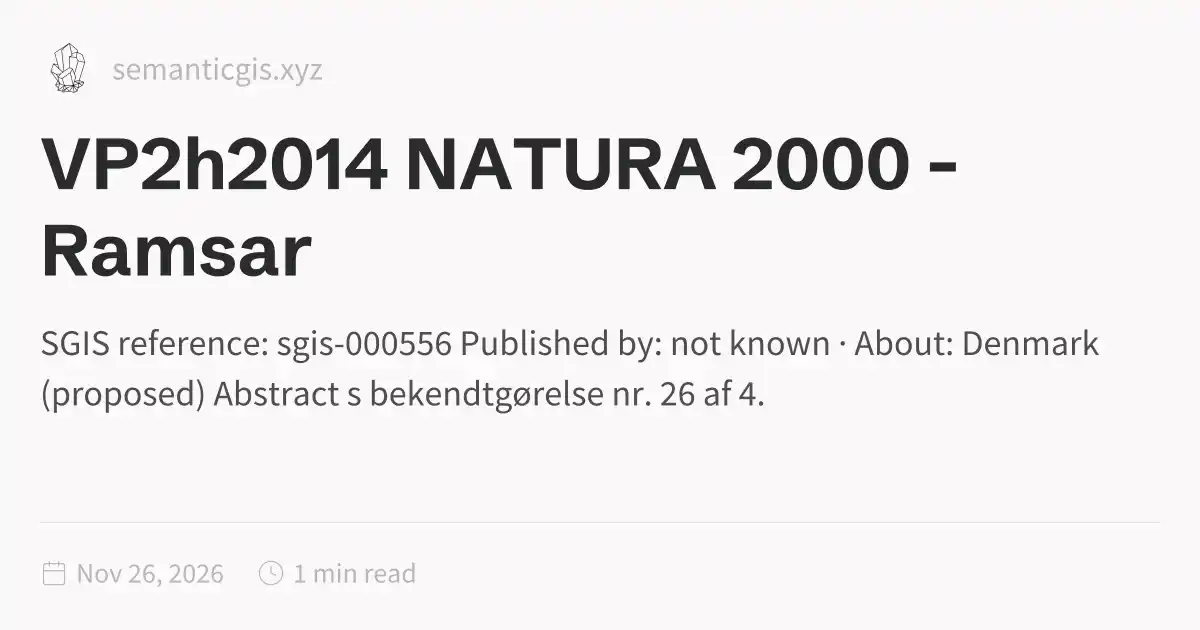 semanticgis.xyz
VP2h2014 NATURA 2000 -
Ramsar
SGIS reference: sgis-000556 Published by: not known · About: Denmark
(proposed) Abstract s bekendtgørelse nr. 26 af 4.
Nov 26, 2026 1 min read